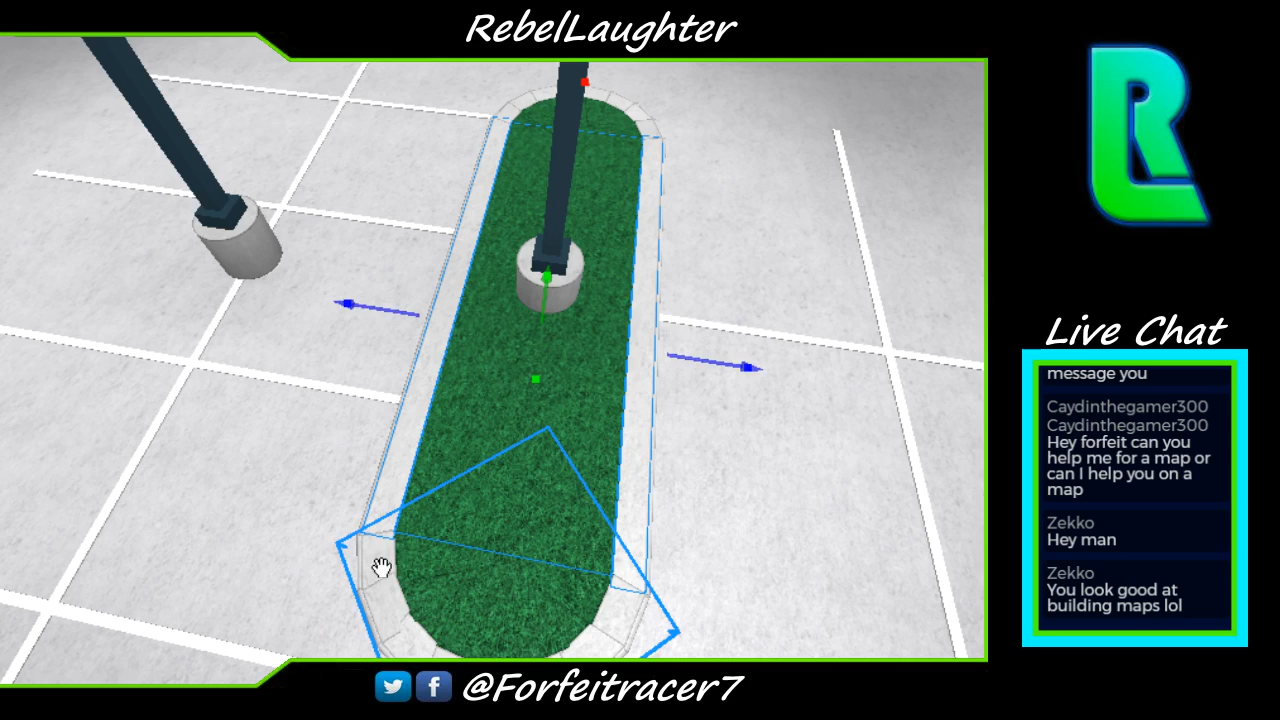 RebelLaughter
Live Chat
message you
Caydinthegamer300
Caydinthegamer300
Hey forfeit can you
help me for a map or
can I help you on a
map
Zekko
Hey man
Zekko
You look good at
building maps lol
@Forfeitracer7